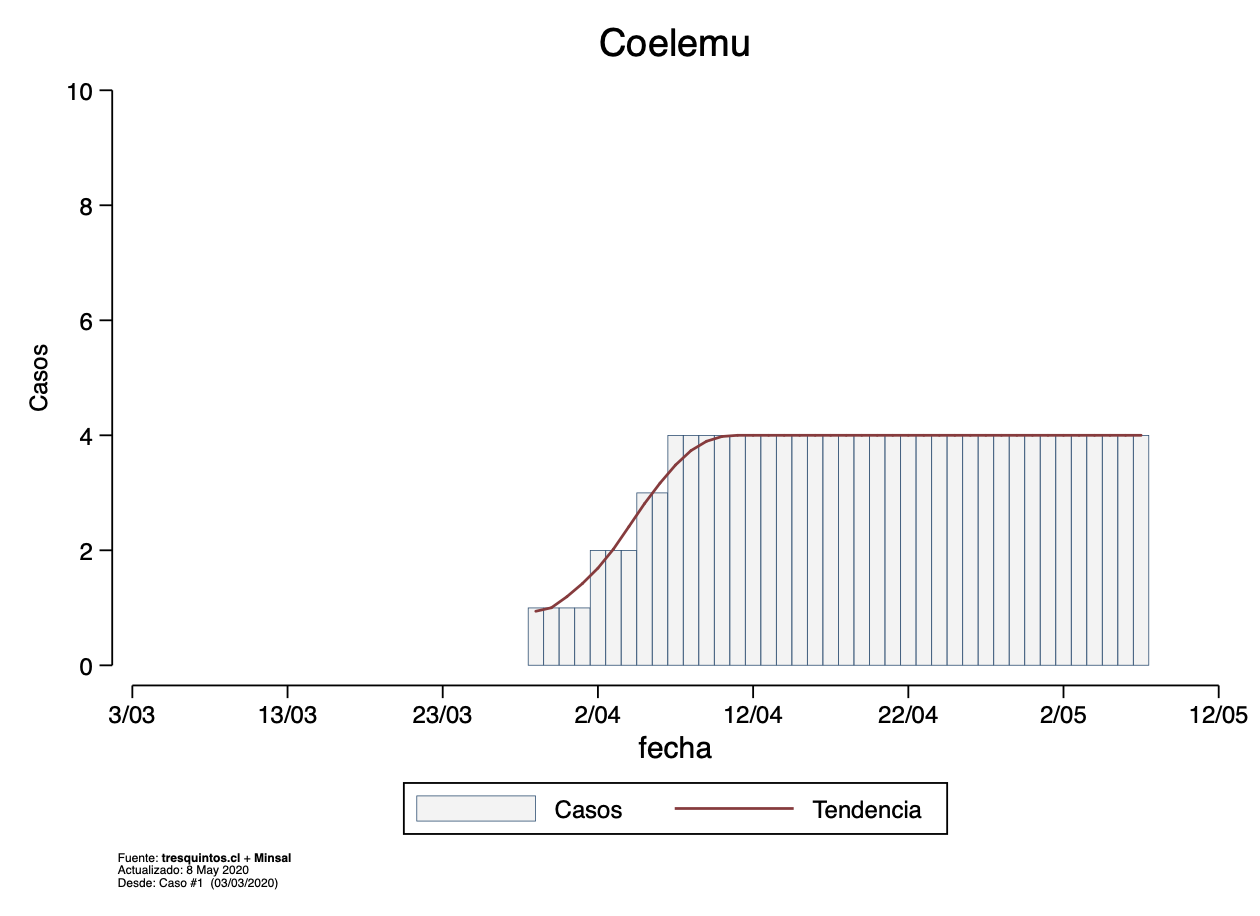 Coelemu
10
8
6
4
2
0
Casos
3/03 13/03 23/03 2/04 12/04 22/04 2/05 12/05
fecha
Casos Tendencia
Fuente: tresquintos.cl + Minsal
Actualizado: 8 May 2020
Desde: Caso #1 (03/03/2020)